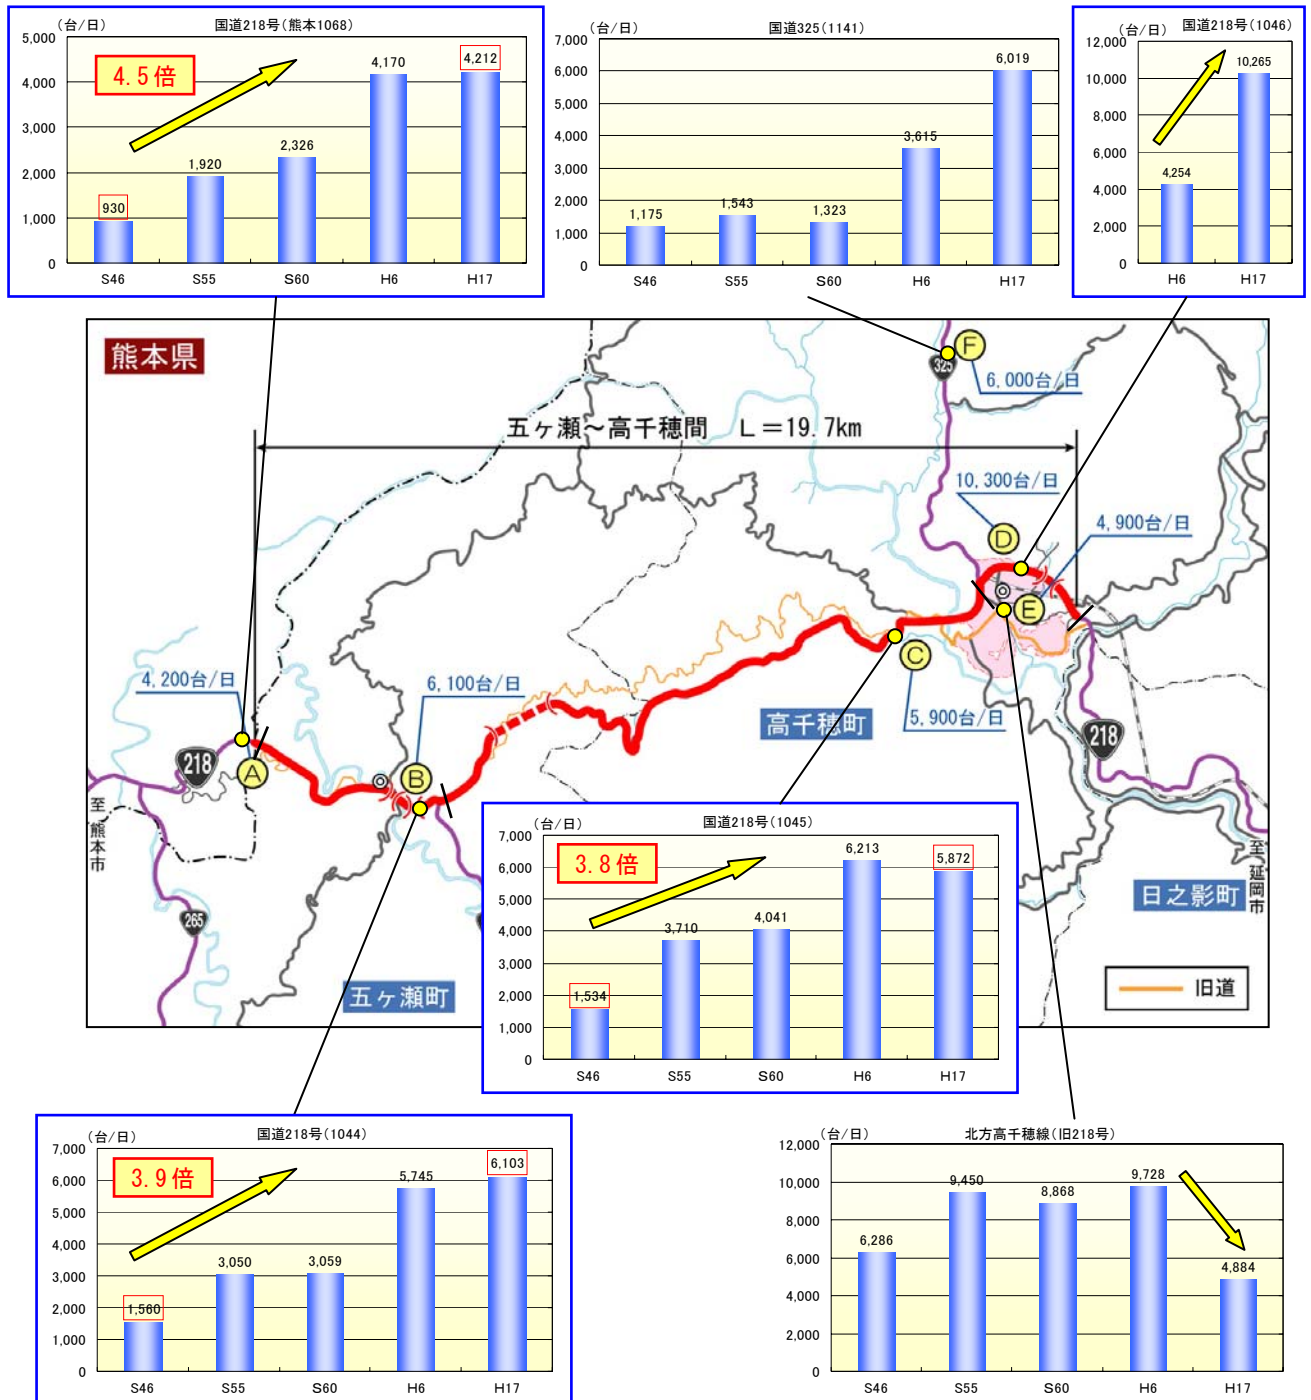 （台/日）
国道218号（熊本1068）
5,000
4,000
3,000
2,000
1,000
0
4.5倍
930
1,920
2,326
4,170
4,212
S46
S55
S60
H6
H17
（台/日）
国道325（1141）
7,000
6,000
5,000
4,000
3,000
2,000
1,000
0
1,175
1,543
1,323
3,615
6,019
S46
S55
S60
H6
H17
（台/日）
国道218号（1046）
12,000
10,000
8,000
6,000
4,000
2,000
0
4,254
10,265
H6
H17
熊本県
五ヶ瀬～高千穂間　L＝19.7km
F
325
6,000台/日
10,300台/日
D
4,900台/日
E
C
5,900台/日
高千穂町
218
4,200台/日
218
A
6,100台/日
B
至熊本市
265
五ヶ瀬町
日之影町
至延岡市
旧道
（台/日）
国道218号（1045）
7,000
6,000
5,000
4,000
3,000
2,000
1,000
0
3.8倍
1,534
3,710
4,041
6,213
5,872
S46
S55
S60
H6
H17
（台/日）
国道218号（1044）
7,000
6,000
5,000
4,000
3,000
2,000
1,000
0
3.9倍
1,560
3,050
3,059
5,745
6,103
S46
S55
S60
H6
H17
（台/日）
北方高千穂線（旧218号）
12,000
10,000
8,000
6,000
4,000
2,000
0
6,286
9,450
8,868
9,728
4,884
S46
S55
S60
H6
H17